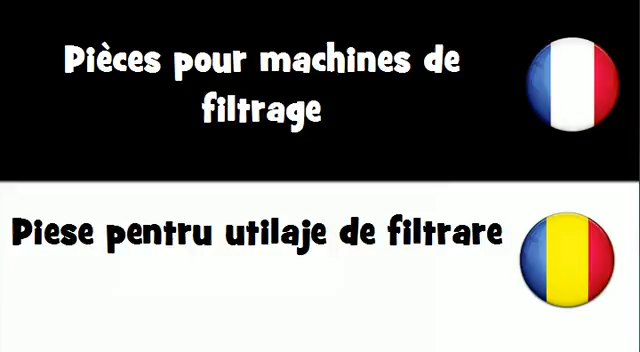 Pièces pour machines de
filtrage
Piese pentru utilaje de filtrare